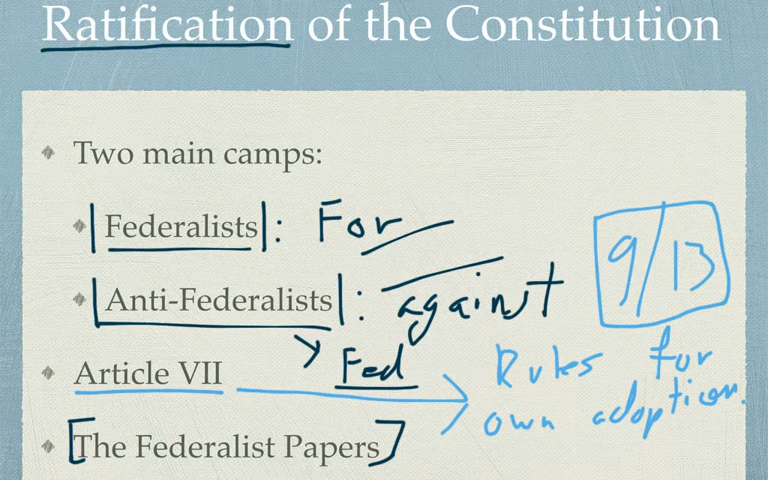 Ratification of the Constitution
Two main camps:
Federalists : For
Anti-Federalists : against
9/13
Fed
Article VII
Rules for
own adoption.
[The Federalist Papers]